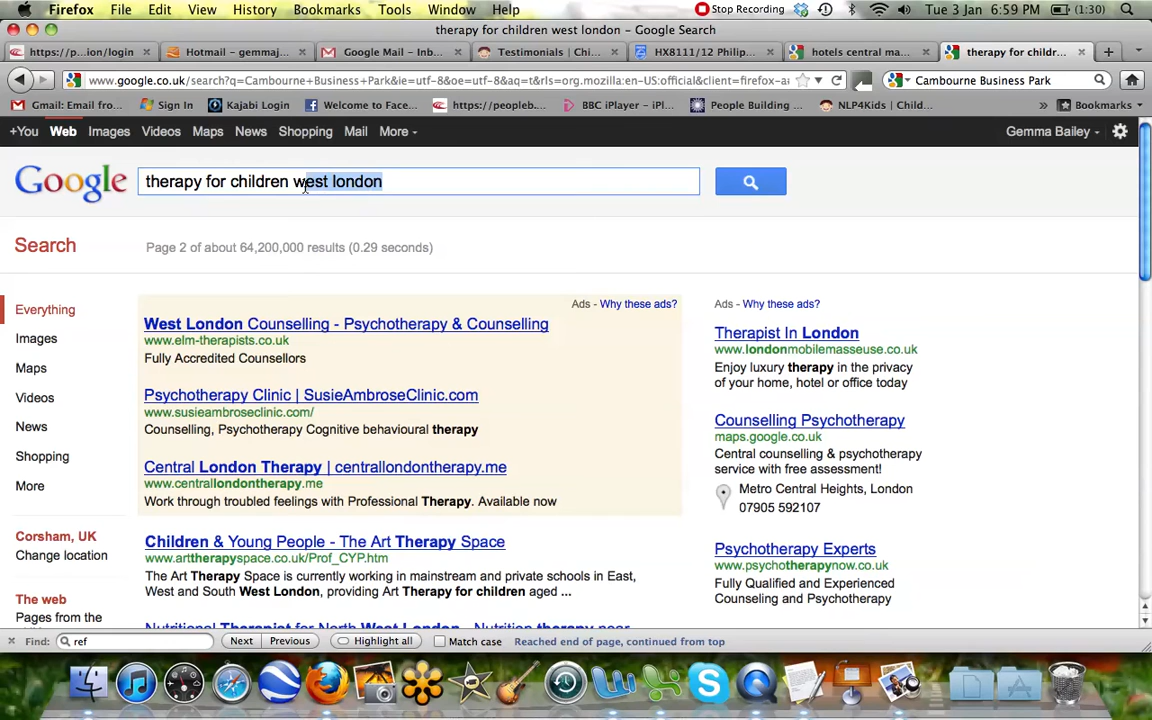 Firefox File Edit View History Bookmarks Tools Window Help Stop Recording Tue 3 Jan 6:59 PM (1:30)
therapy for children west london - Google Search
https://p...ion/login Hotmail - gemmaj... Google Mail - Inb... Testimonials | Chi... HX8111/12 Philip... hotels central ma... therapy for childr...
www.google.co.uk/search?q=Cambourne+Business+Park&ie=utf-8&oe=utf-8&aq=t&rls=org.mozilla:en-US:official&client=firefox-a& Cambourne Business Park
Gmail: Email from... Sign In Kajabi Login Welcome to Face... https://peopleb... BBC iPlayer - iPl... People Building ... NLP4Kids | Child... » Bookmarks
+You Web Images Videos Maps News Shopping Mail More Gemma Bailey
Google therapy for children west london
Search Page 2 of about 64,200,000 results (0.29 seconds)
Everything
Images
Maps
Videos
News
Shopping
More
Corsham, UK
Change location
The web
Pages from the
Ads - Why these ads?
West London Counselling - Psychotherapy & Counselling
www.elm-therapists.co.uk
Fully Accredited Counsellors
Psychotherapy Clinic | SusieAmbroseClinic.com
www.susieambroseclinic.com/
Counselling, Psychotherapy Cognitive behavioural therapy
Central London Therapy | centrallondontherapy.me
www.centrallondontherapy.me
Work through troubled feelings with Professional Therapy. Available now
Children & Young People - The Art Therapy Space
www.arttherapyspace.co.uk/Prof_CYP.htm
The Art Therapy Space is currently working in mainstream and private schools in East,
West and South West London, providing Art Therapy for children aged ...
Nutritional Therapist for North West London - Nutrition therapy near
Ads - Why these ads?
Therapist In London
www.londonmobilemasseuse.co.uk
Enjoy luxury therapy in the privacy
of your home, hotel or office today
Counselling Psychotherapy
maps.google.co.uk
Central counselling & psychotherapy
service with free assessment!
Metro Central Heights, London
07905 592107
Psychotherapy Experts
www.psychotherapynow.co.uk
Fully Qualified and Experienced
Counseling and Psychotherapy
Find: ref Next Previous Highlight all Match case Reached end of page, continued from top